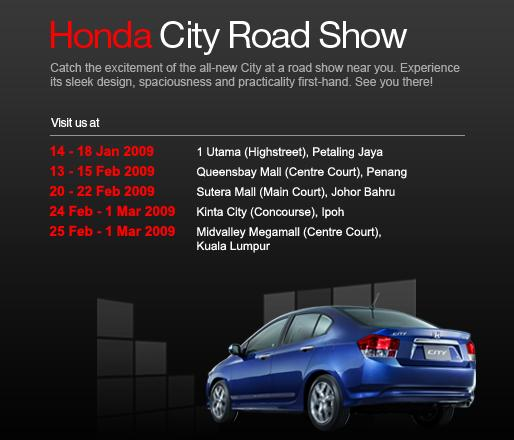 Honda City Road Show
Catch the excitement of the all-new City at a road show near you. Experience
its sleek design, spaciousness and practicality first-hand. See you there!
Visit us at
14 - 18 Jan 2009 1 Utama (Highstreet), Petaling Jaya
13 - 15 Feb 2009 Queensbay Mall (Centre Court), Penang
20 - 22 Feb 2009 Sutera Mall (Main Court), Johor Bahru
24 Feb - 1 Mar 2009 Kinta City (Concourse), Ipoh
25 Feb - 1 Mar 2009 Midvalley Megamall (Centre Court),
Kuala Lumpur
CITY
CITY